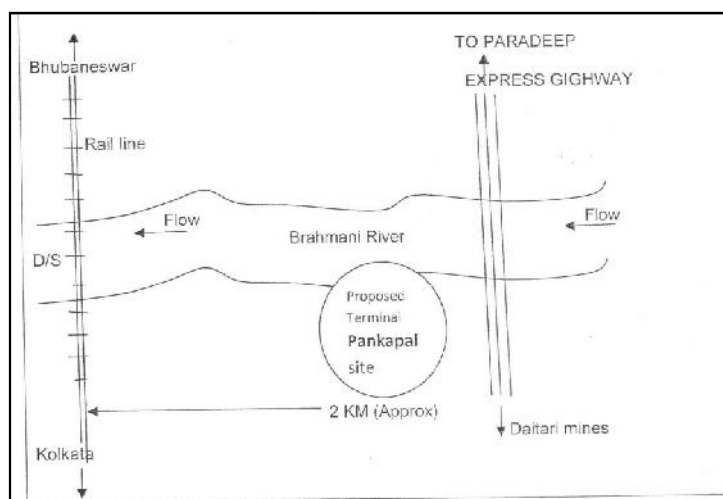 TO PARADEEP
Bhubaneswar
EXPRESS GIGHWAY
Rail line
Flow
Flow
Brahmani River
D/S
Proposed
Terminal
Pankapal
site
2 KM (Approx)
Daitari mines
Kolkata